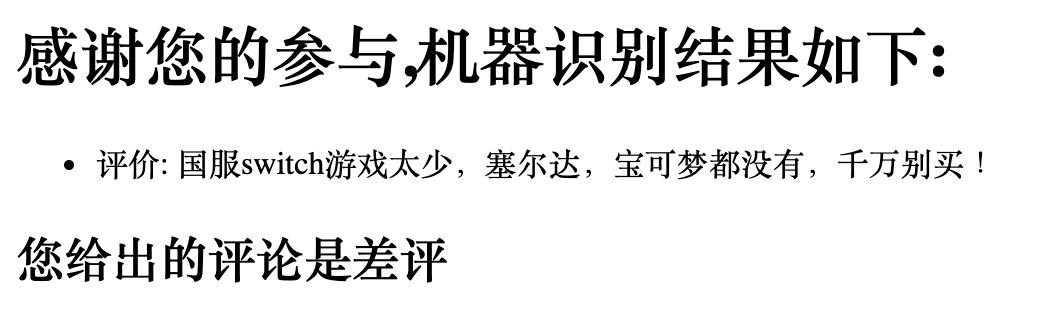 感谢您的参与,机器识别结果如下:
• 评价: 国服switch游戏太少，塞尔达，宝可梦都没有，千万别买！
您给出的评论是差评